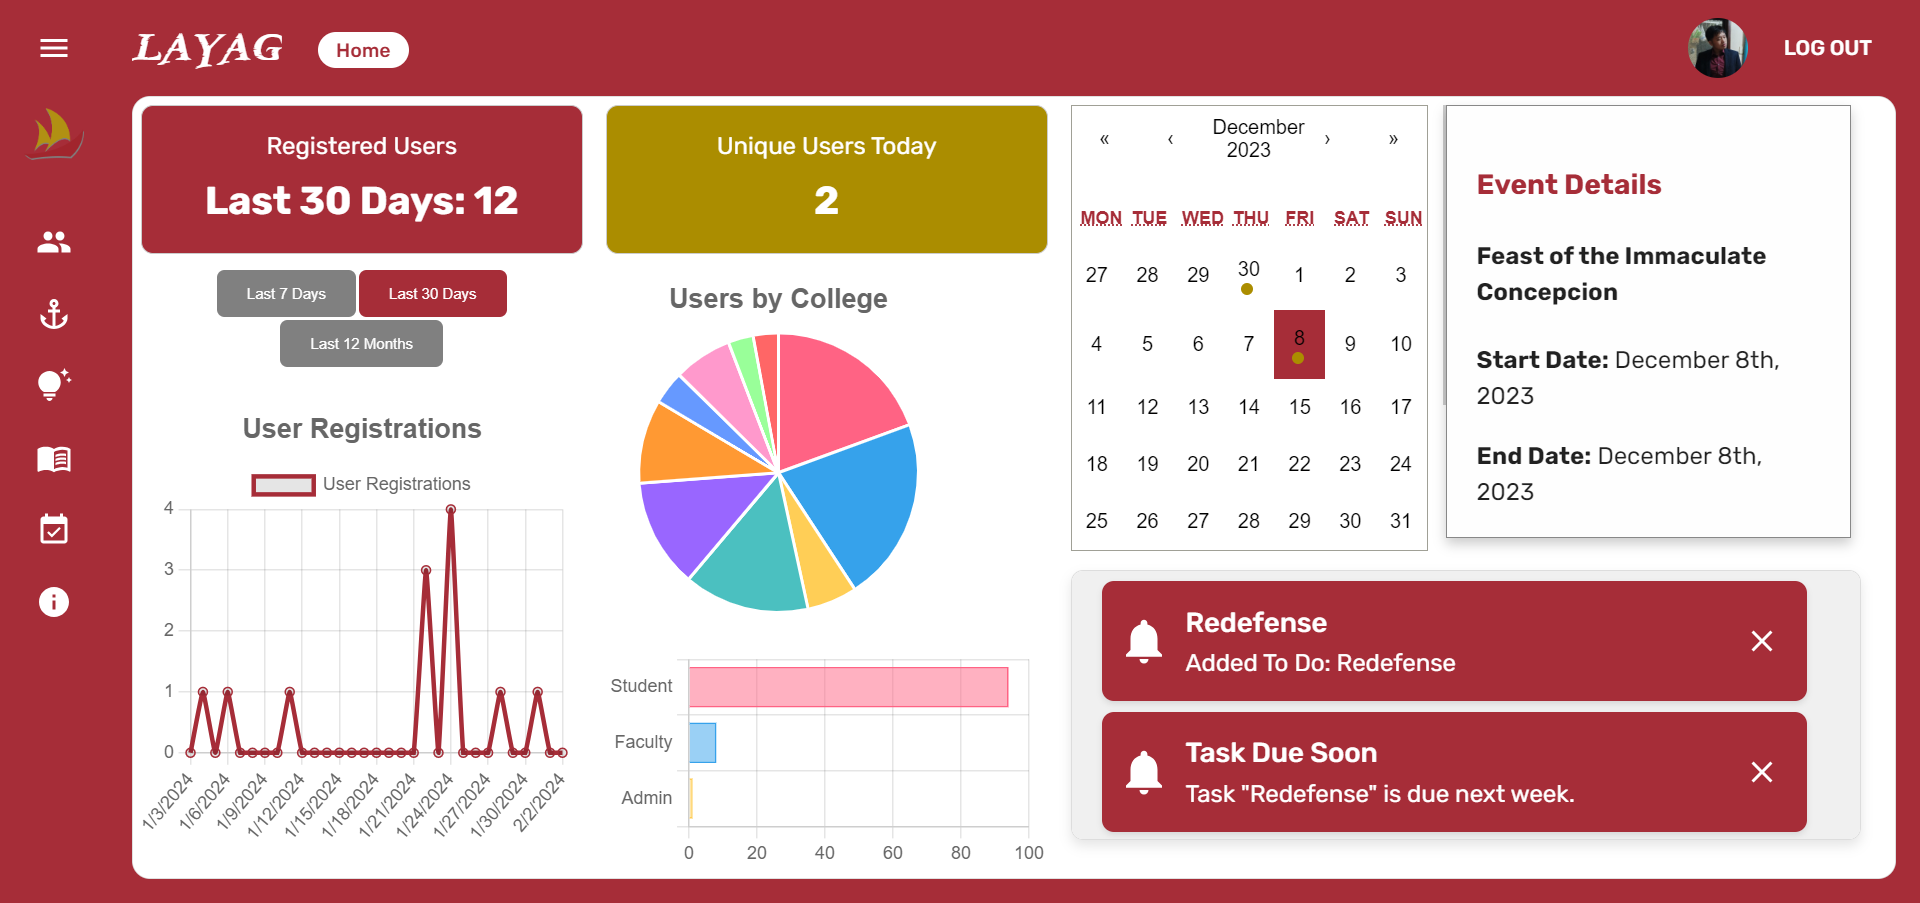 LAYAG
Home
LOG OUT
Registered Users
Last 30 Days: 12
Last 7 Days
Last 30 Days
Last 12 Months
User Registrations
User Registrations
4
3
2
1
0
1/3/2024
1/6/2024
1/9/2024
1/12/2024
1/15/2024
1/18/2024
1/21/2024
1/24/2024
1/27/2024
1/30/2024
2/2/2024
Unique Users Today
2
Users by College
Student
Faculty
Admin
0 20 40 60 80 100
« ‹ December › »
2023
MON TUE WED THU FRI SAT SUN
27 28 29 30 1 2 3
4 5 6 7 8 9 10
11 12 13 14 15 16 17
18 19 20 21 22 23 24
25 26 27 28 29 30 31
Event Details
Feast of the Immaculate
Concepcion
Start Date: December 8th,
2023
End Date: December 8th,
2023
Redefense
Added To Do: Redefense
Task Due Soon
Task "Redefense" is due next week.